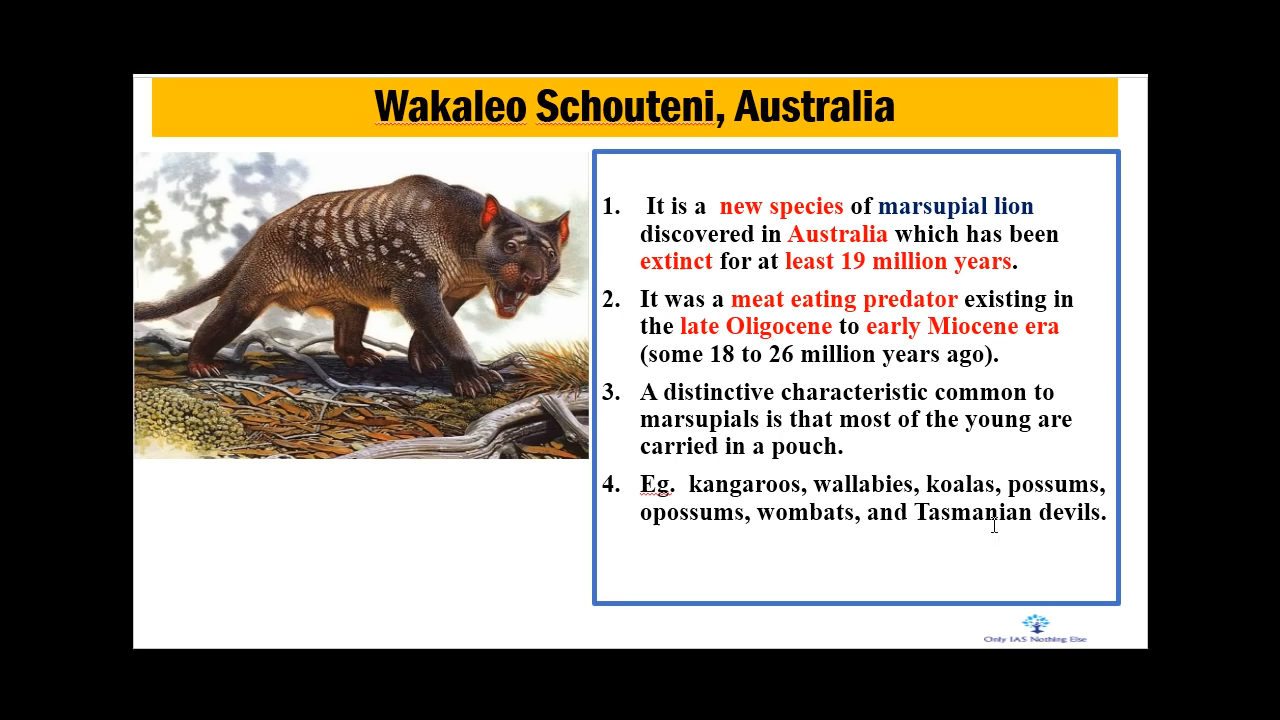 Wakaleo Schouteni, Australia
1. It is a new species of marsupial lion
discovered in Australia which has been
extinct for at least 19 million years.
2. It was a meat eating predator existing in
the late Oligocene to early Miocene era
(some 18 to 26 million years ago).
3. A distinctive characteristic common to
marsupials is that most of the young are
carried in a pouch.
4. Eg. kangaroos, wallabies, koalas, possums,
opossums, wombats, and Tasmanian devils.
Only IAS Nothing Else